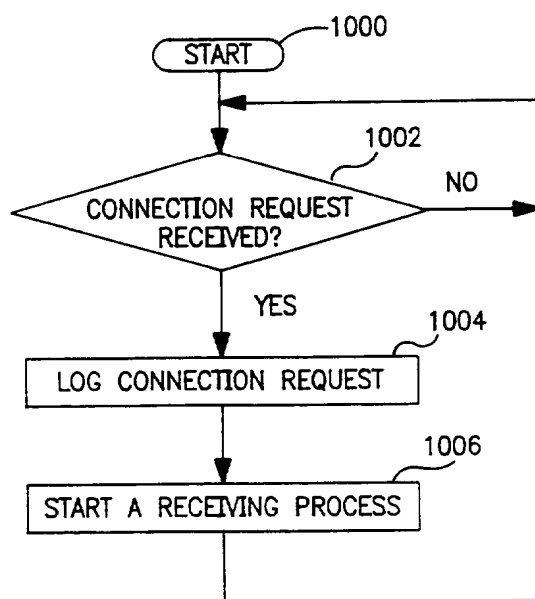 1000
START
1002
NO
CONNECTION REQUEST
RECEIVED?
YES
1004
LOG CONNECTION REQUEST
1006
START A RECEIVING PROCESS